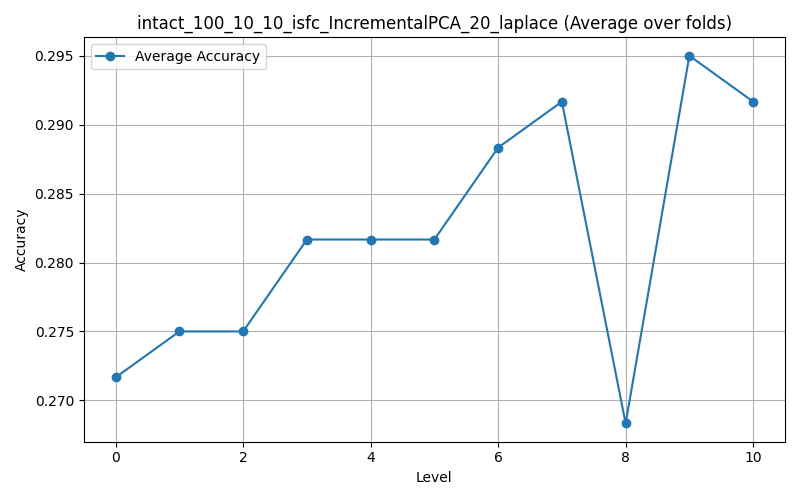 intact_100_10_10_isfc_IncrementalPCA_20_laplace (Average over folds)
Average Accuracy
0.295
0.290
0.285
0.280
0.275
0.270
Accuracy
0 2 4 6 8 10
Level